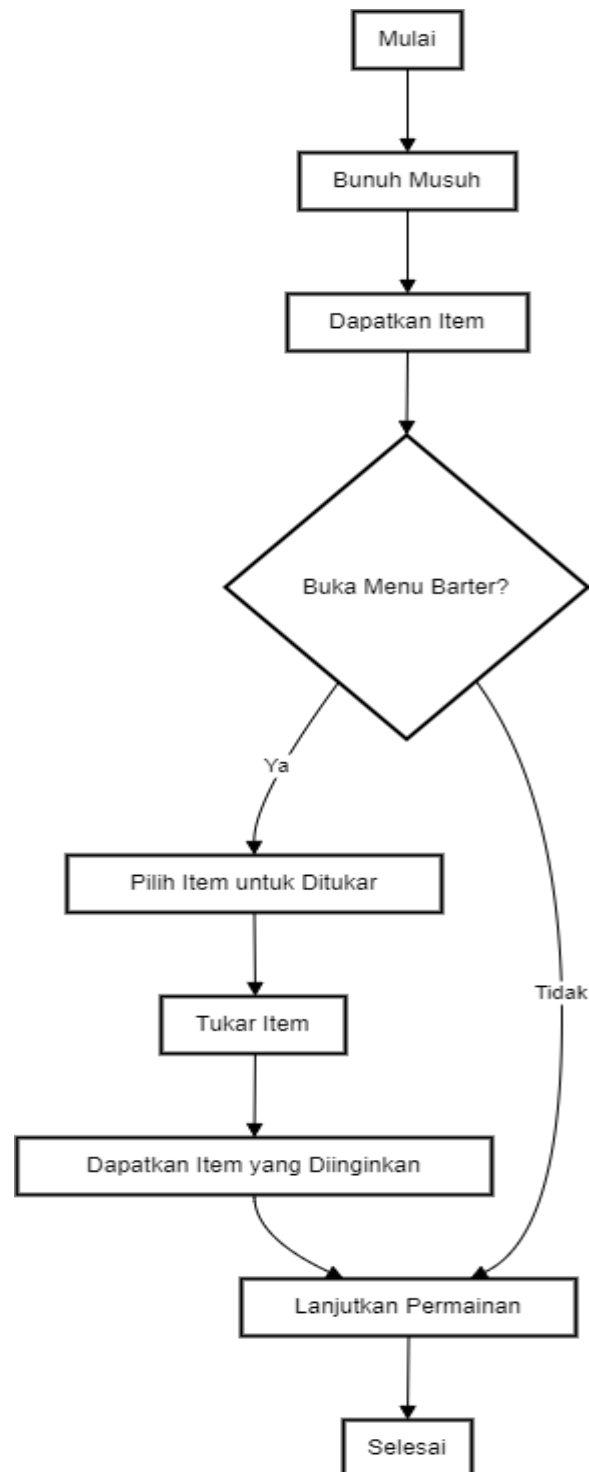 Mulai
Bunuh Musuh
Dapatkan Item
Buka Menu Barter?
Ya
Pilih Item untuk Ditukar
Tidak
Tukar Item
Dapatkan Item yang Diinginkan
Lanjutkan Permainan
Selesai